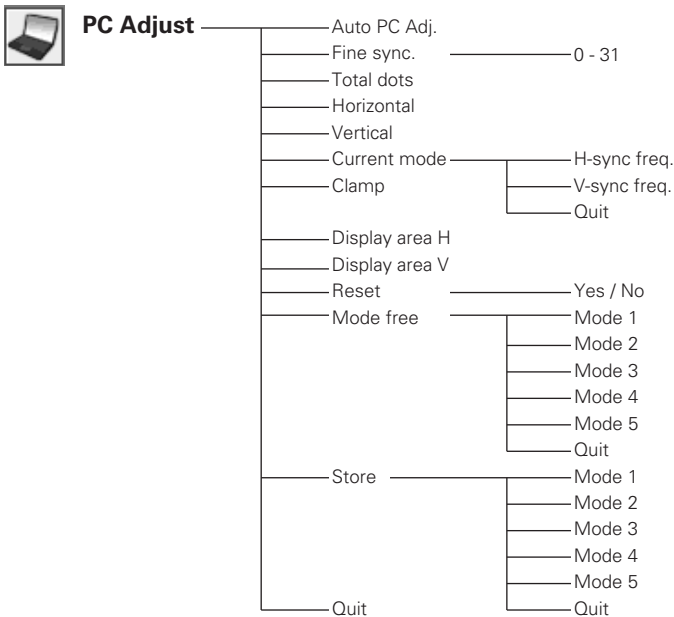 PC Adjust
Auto PC Adj.
Fine sync. 0 - 31
Total dots
Horizontal
Vertical
Current mode H-sync freq.
Clamp V-sync freq.
Quit
Display area H
Display area V
Reset Yes / No
Mode free Mode 1
Mode 2
Mode 3
Mode 4
Mode 5
Quit
Store Mode 1
Mode 2
Mode 3
Mode 4
Mode 5
Quit Quit